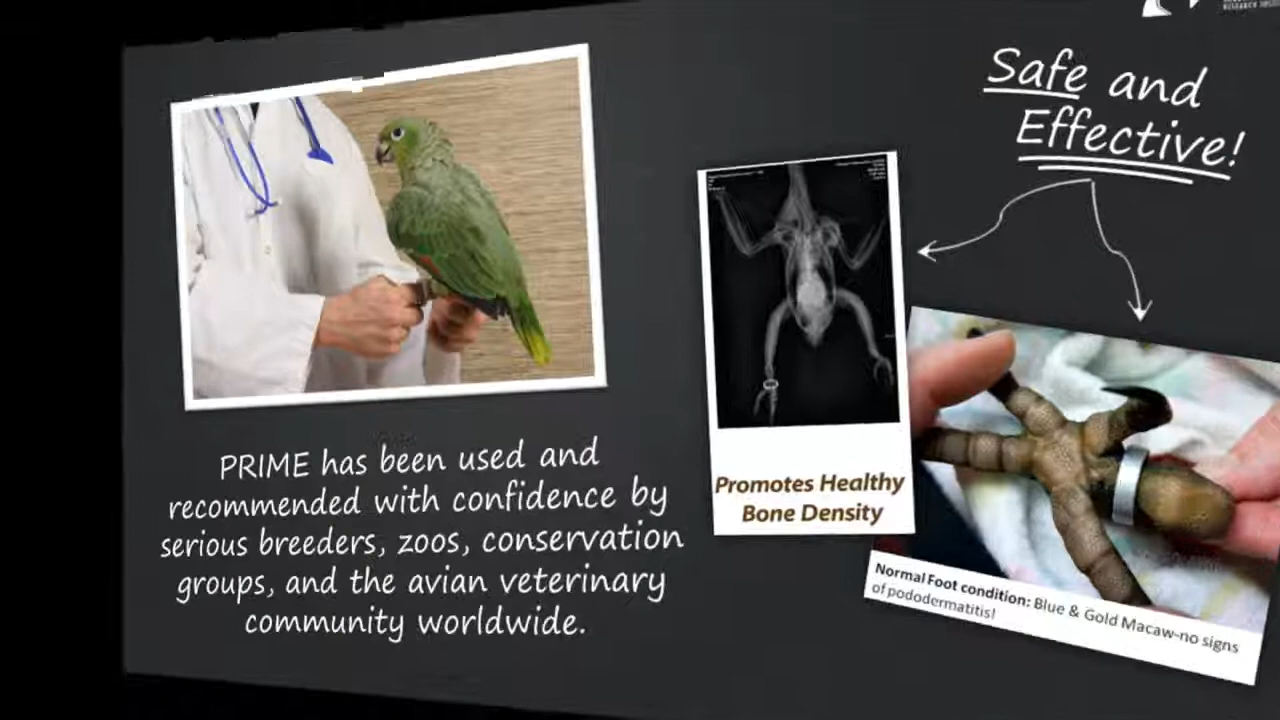 Safe and
Effective!
PRIME has been used and
recommended with confidence by
serious breeders, zoos, conservation
groups, and the avian veterinary
community worldwide.
Promotes Healthy
Bone Density
Normal Foot condition: Blue & Gold Macaw-no signs
of pododermatitis!